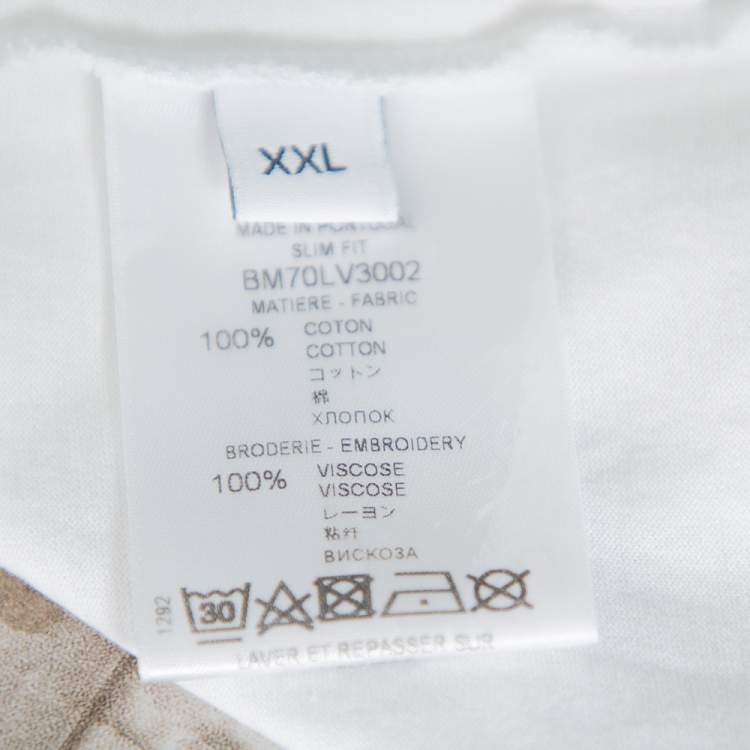 XXL
MADE IN PORTUGAL
SLIM FIT
BM70LV3002
MATIERE - FABRIC
100% COTON
COTTON
コットン
棉
ХЛОПОК
BRODERIE - EMBROIDERY
100% VISCOSE
VISCOSE
レーヨン
粘纤
ВИСКОЗА
1292
30
LAVER ET REPASSER SUR